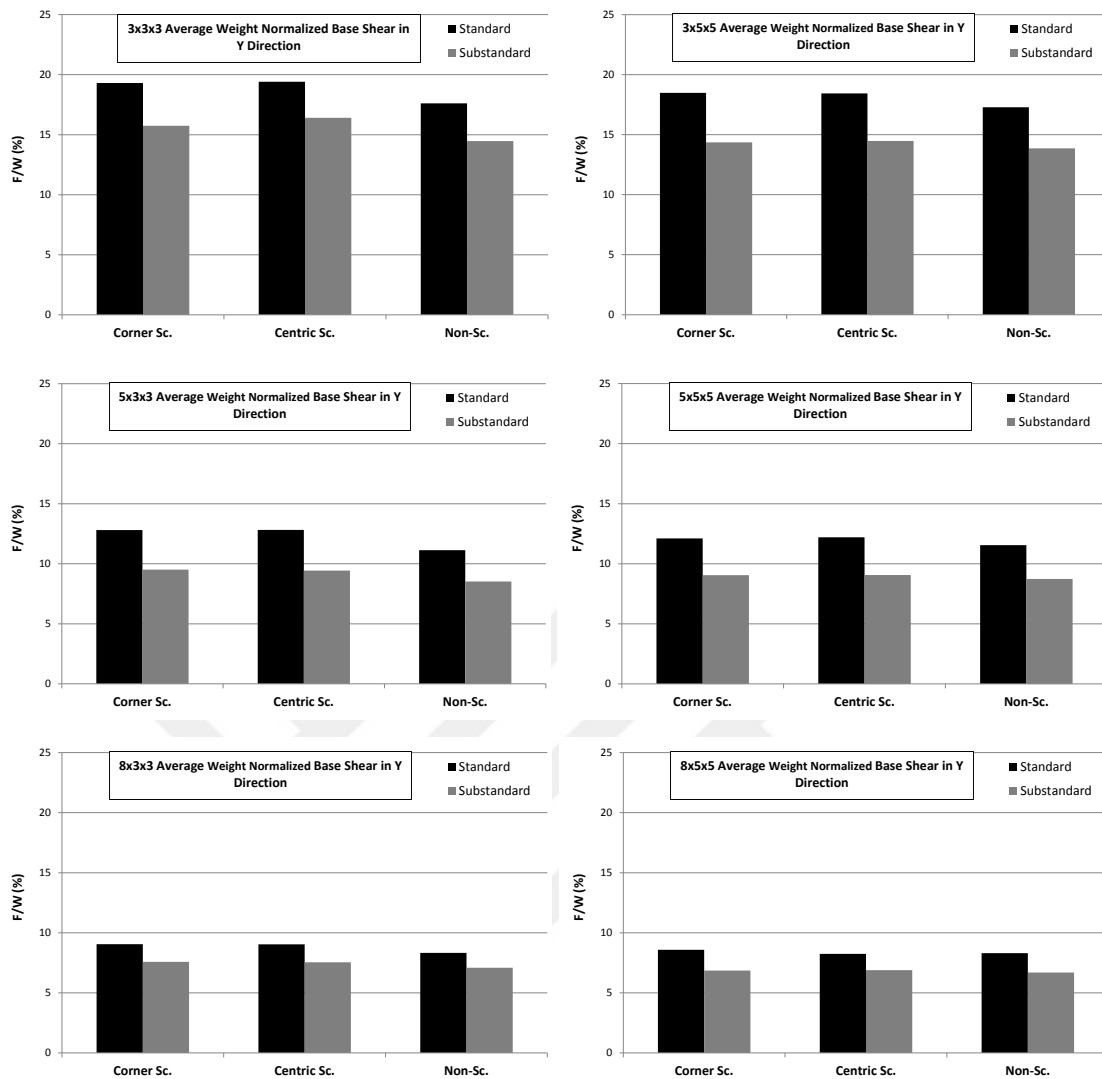 3x3x3 Average Weight Normalized Base Shear in
Y Direction
Standard
Substandard
25
20
15
10
5
0
F/W (%)
Corner Sc.
Centric Sc.
Non-Sc.
3x5x5 Average Weight Normalized Base Shear in
Y Direction
Standard
Substandard
25
20
15
10
5
0
F/W (%)
Corner Sc.
Centric Sc.
Non-Sc.
5x3x3 Average Weight Normalized Base Shear in Y
Direction
Standard
Substandard
25
20
15
10
5
0
F/W (%)
Corner Sc.
Centric Sc.
Non-Sc.
5x5x5 Average Weight Normalized Base Shear in Y
Direction
Standard
Substandard
25
20
15
10
5
0
F/W (%)
Corner Sc.
Centric Sc.
Non-Sc.
8x3x3 Average Weight Normalized Base Shear in Y
Direction
Standard
Substandard
25
20
15
10
5
0
F/W (%)
Corner Sc.
Centric Sc.
Non-Sc.
8x5x5 Average Weight Normalized Base Shear in Y
Direction
Standard
Substandard
25
20
15
10
5
0
F/W (%)
Corner Sc.
Centric Sc.
Non-Sc.